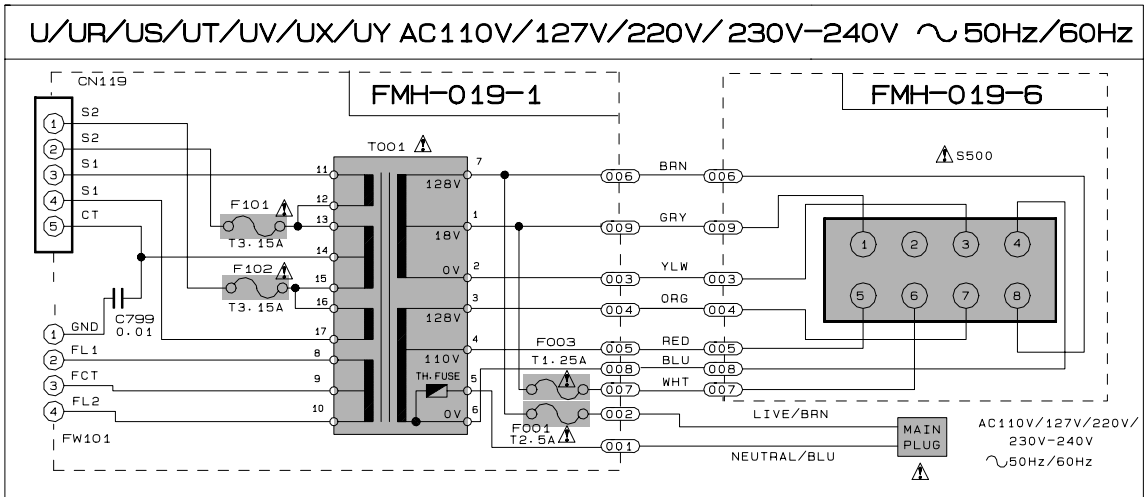 U/UR/US/UT/UV/UX/UY AC110V/127V/220V/230V-240V ∿ 50Hz/60Hz
CN119
FMH-019-1
FMH-019-6
1 S2
2 S2
3 S1
4 S1
5 CT
C799
0.01
1 GND
2 FL1
3 FCT
4 FL2
FW101
F101
T3.15A
F102
T3.15A
T001
11
12
13
14
15
16
17
8
9
10
7
128V
1
18V
0V 2
3
128V
4
110V
TH.FUSE 5
0V 6
F003
T1.25A
F001
T2.5A
006 BRN 006
009 GRY 009
003 YLW 003
004 ORG 004
005 RED 005
008 BLU 008
007 WHT 007
002
001
LIVE/BRN
NEUTRAL/BLU
S500
1 2 3 4
5 6 7 8
MAIN
PLUG
AC110V/127V/220V/
230V-240V
∿50Hz/60Hz